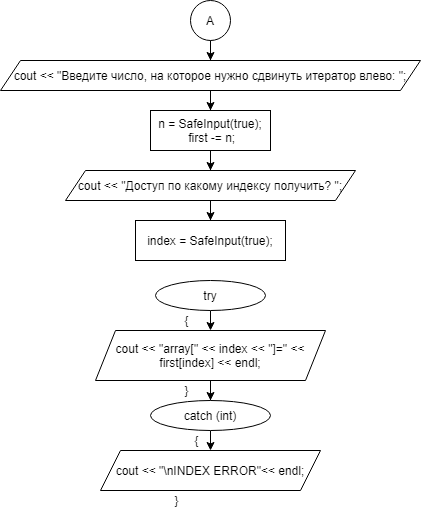 A
cout << "Введите число, на которое нужно сдвинуть итератор влево: ";
n = SafeInput(true);
first -= n;
cout << "Доступ по какому индексу получить? ";
index = SafeInput(true);
try
{
cout << "array[" << index << "]=" <<
first[index] << endl;
}
catch (int)
{
cout << "\nINDEX ERROR"<< endl;
}